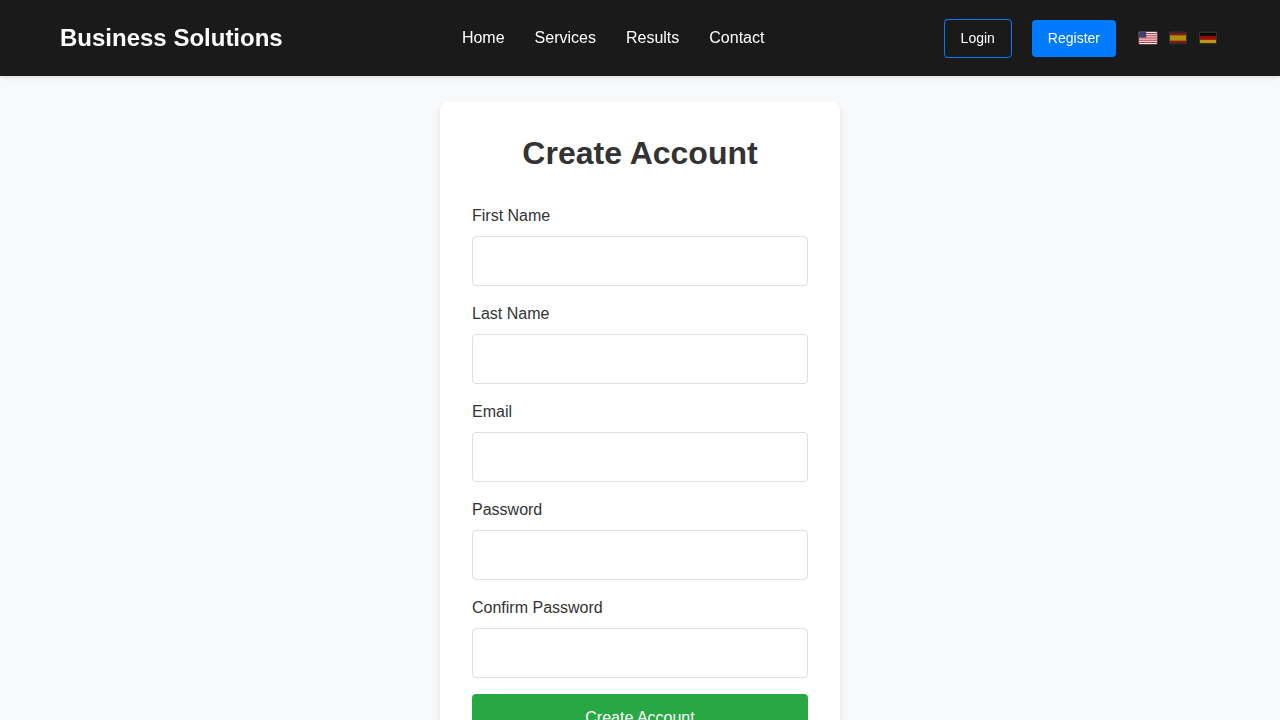 Business Solutions
Home Services Results Contact
Login Register
Create Account
First Name
Last Name
Email
Password
Confirm Password
Create Account